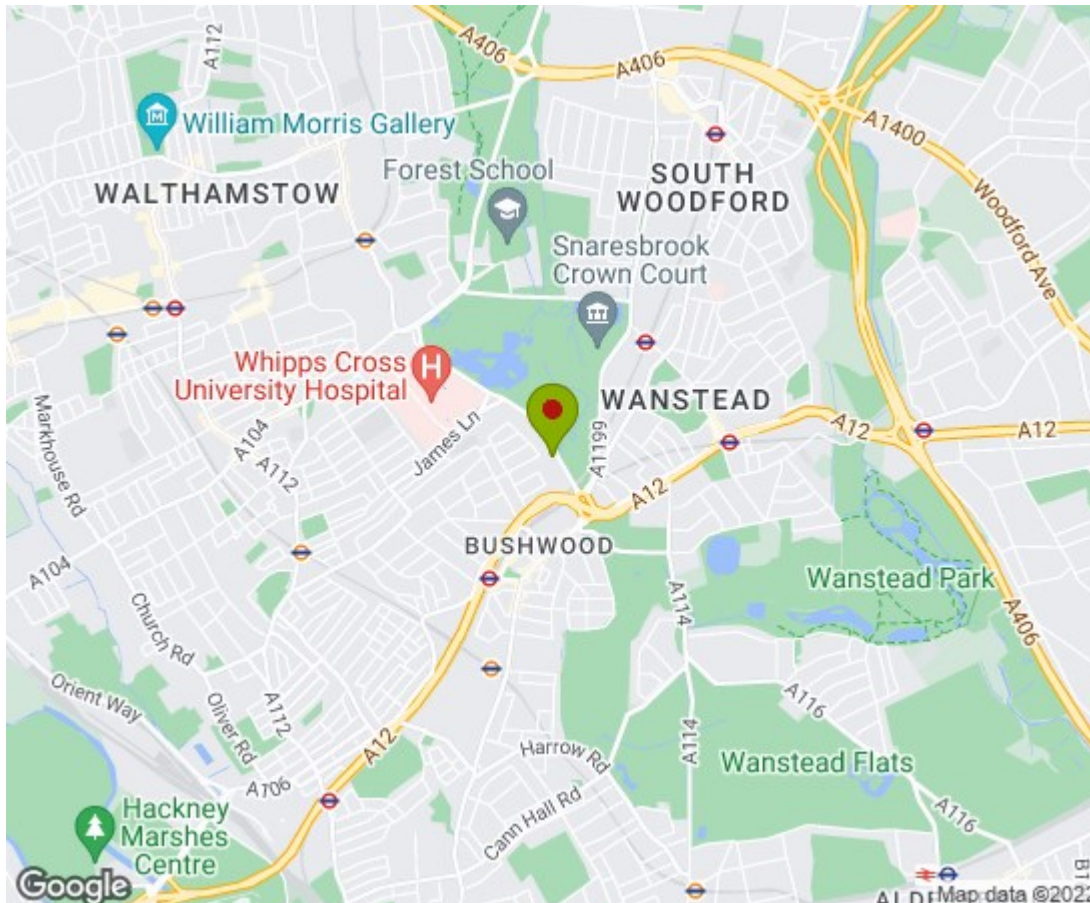 A112
A406
A406
A1400
William Morris Gallery
Forest School
SOUTH
WOODFORD
WALTHAMSTOW
Woodford Ave
Snaresbrook
Crown Court
Whipps Cross
University Hospital
WANSTEAD
A1199
A12
A12
James Ln
A104
A112
Markhouse Rd
A12
BUSHWOOD
A104
Wanstead Park
A114
A406
Church Rd
Orient Way
Oliver Rd
A112
A116
A12
A114
Harrow Rd
Wanstead Flats
A106
Cann Hall Rd
Hackney
Marshes
Centre
A116
Google
Map data ©2023